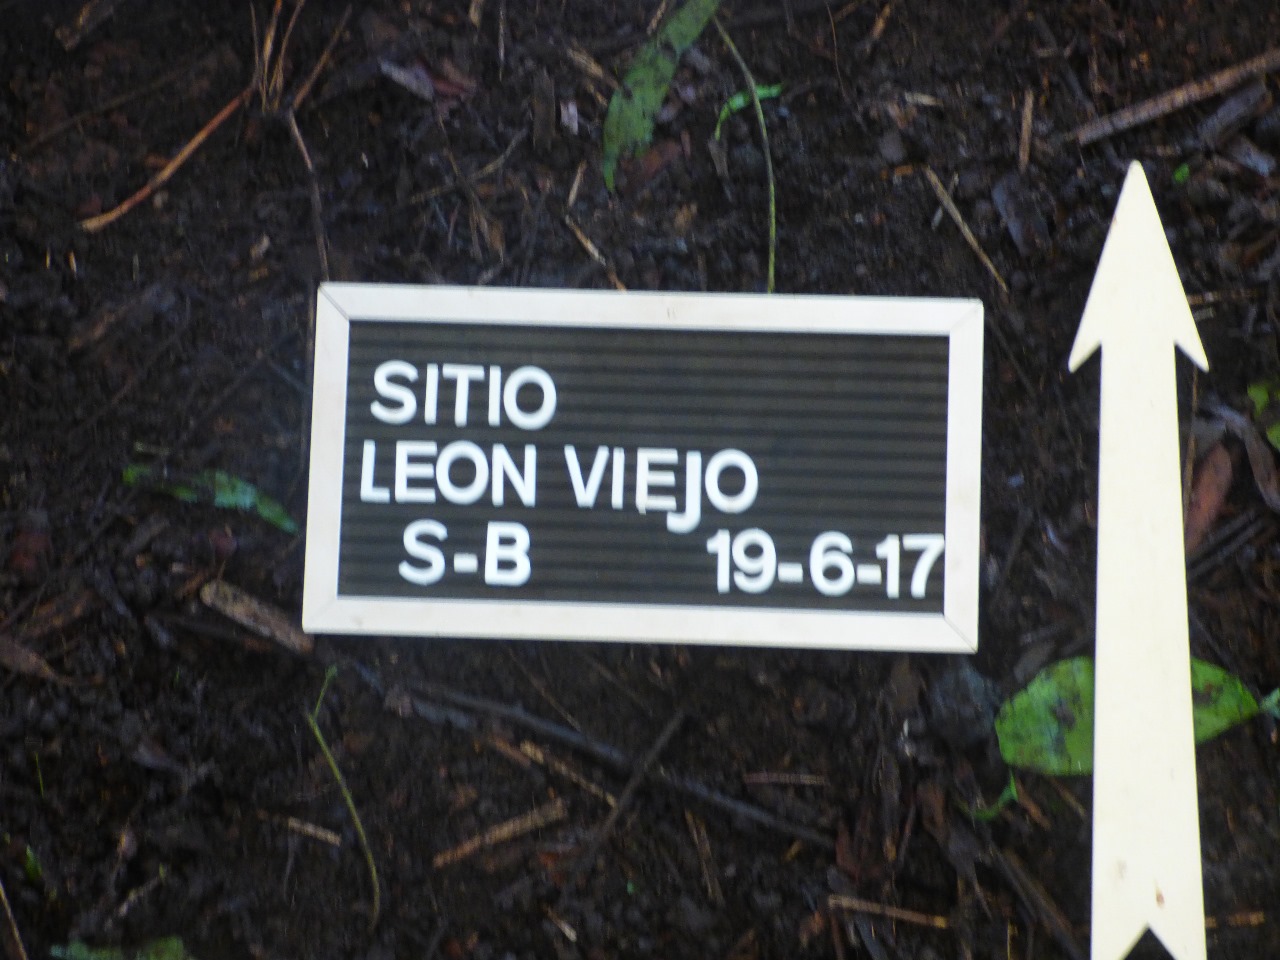 SITIO
LEON VIEJO
S-B 19-6-17